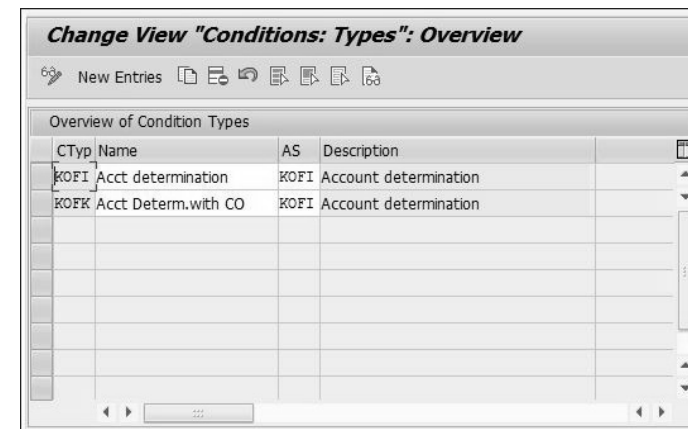 Change View "Conditions: Types": Overview
New Entries
Overview of Condition Types
CTyp Name AS Description
KOFI Acct determination KOFI Account determination
KOFK Acct Determ.with CO KOFI Account determination